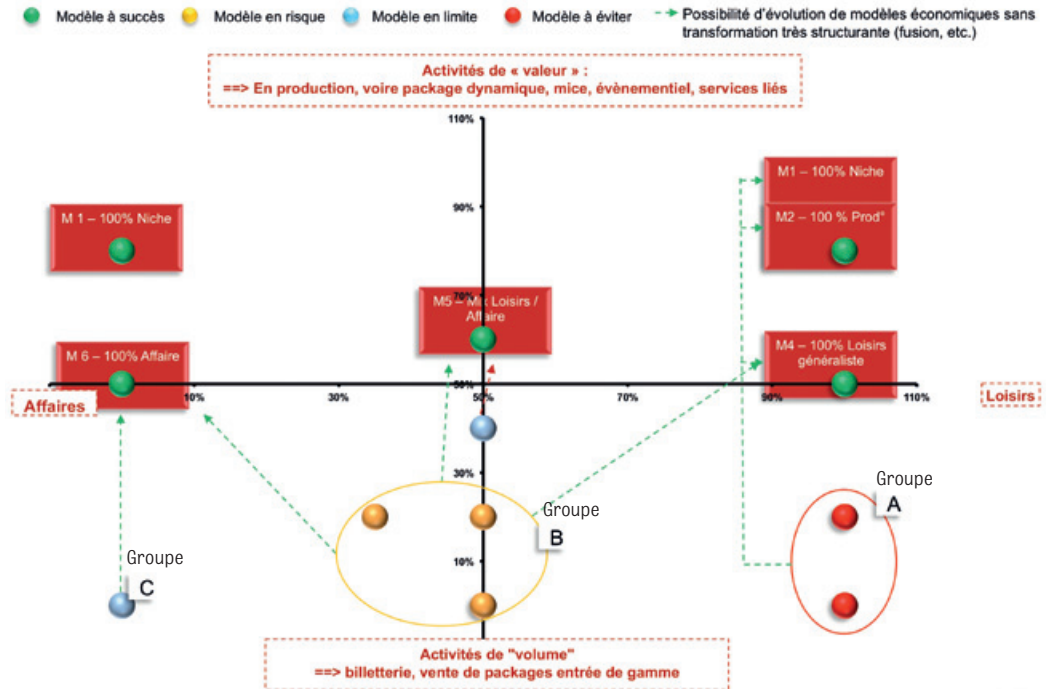 Modèle à succès
Modèle en risque
Modèle en limite
Modèle à éviter
Possibilité d'évolution de modèles économiques sans
transformation très structurante (fusion, etc.)
Activités de « valeur » :
==> En production, voire package dynamique, mice, évènementiel, services liés
110%
M1 – 100% Niche
M 1 – 100% Niche
90%
M2 – 100 % Prod°
70%
M5 – Mix Loisirs /
Affaire
M 6 – 100% Affaire
M4 – 100% Loisirs
généraliste
50%
Affaires
10%
30%
50%
70%
90%
110%
Loisirs
30%
Groupe
A
Groupe
B
10%
Groupe
C
Activités de "volume"
==> billetterie, vente de packages entrée de gamme